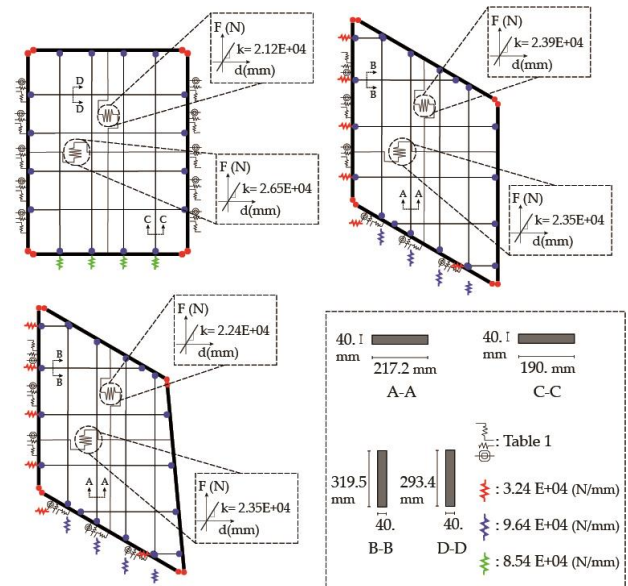 F (N)
k= 2.12E+04
d(mm)
D
D
k= 2.65E+04
F (N)
d(mm)
C C
F (N)
k= 2.39E+04
d(mm)
B
B
F (N)
k= 2.35E+04
d(mm)
A A
F (N)
k= 2.24E+04
d(mm)
B
B
F (N)
k= 2.35E+04
d(mm)
A A
40.
mm
217.2 mm
A-A
40.
mm
190. mm
C-C
319.5
mm
40.
B-B
293.4
mm
40.
D-D
: Table 1
: 3.24 E+04 (N/mm)
: 9.64 E+04 (N/mm)
: 8.54 E+04 (N/mm)